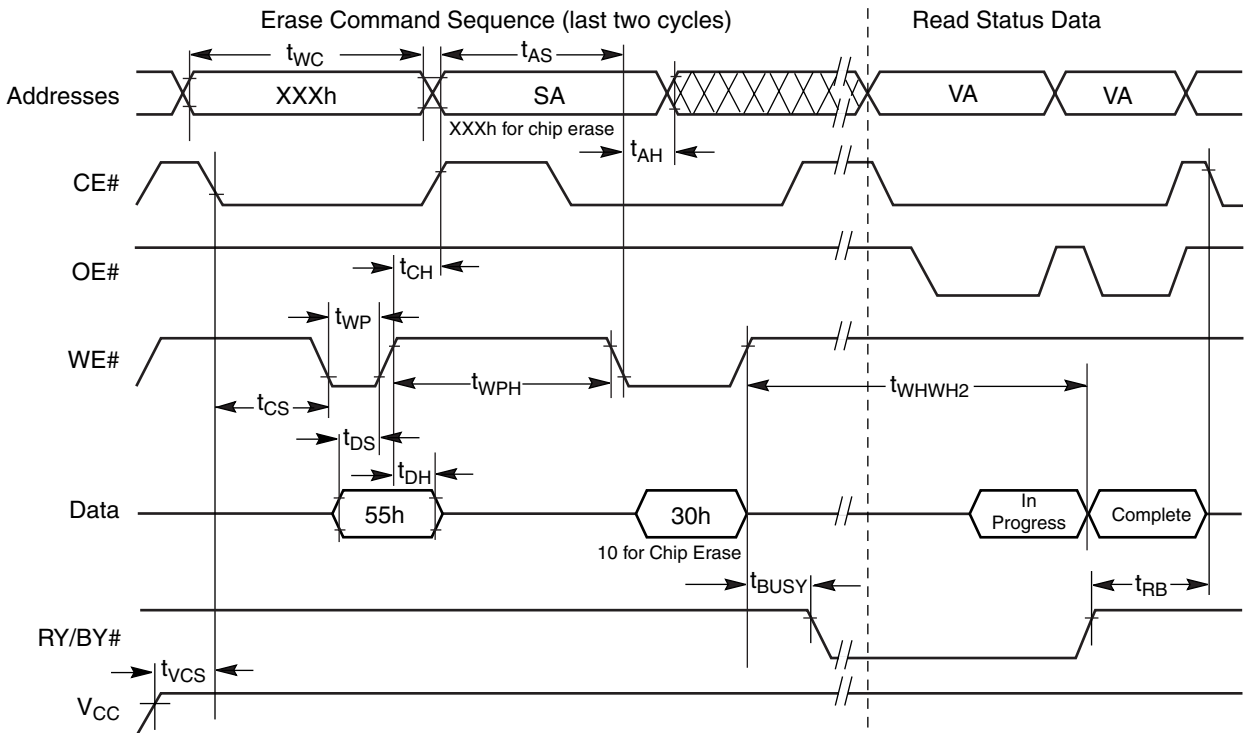 Erase Command Sequence (last two cycles)
Read Status Data
tWC
tAS
Addresses
XXXh
SA
VA
VA
XXXh for chip erase
tAH
CE#
OE#
tCH
tWP
WE#
tWPH
tWHWH2
tCS
tDS
tDH
Data
55h
30h
In
Progress
Complete
10 for Chip Erase
tBUSY
tRB
RY/BY#
tVCS
VCC